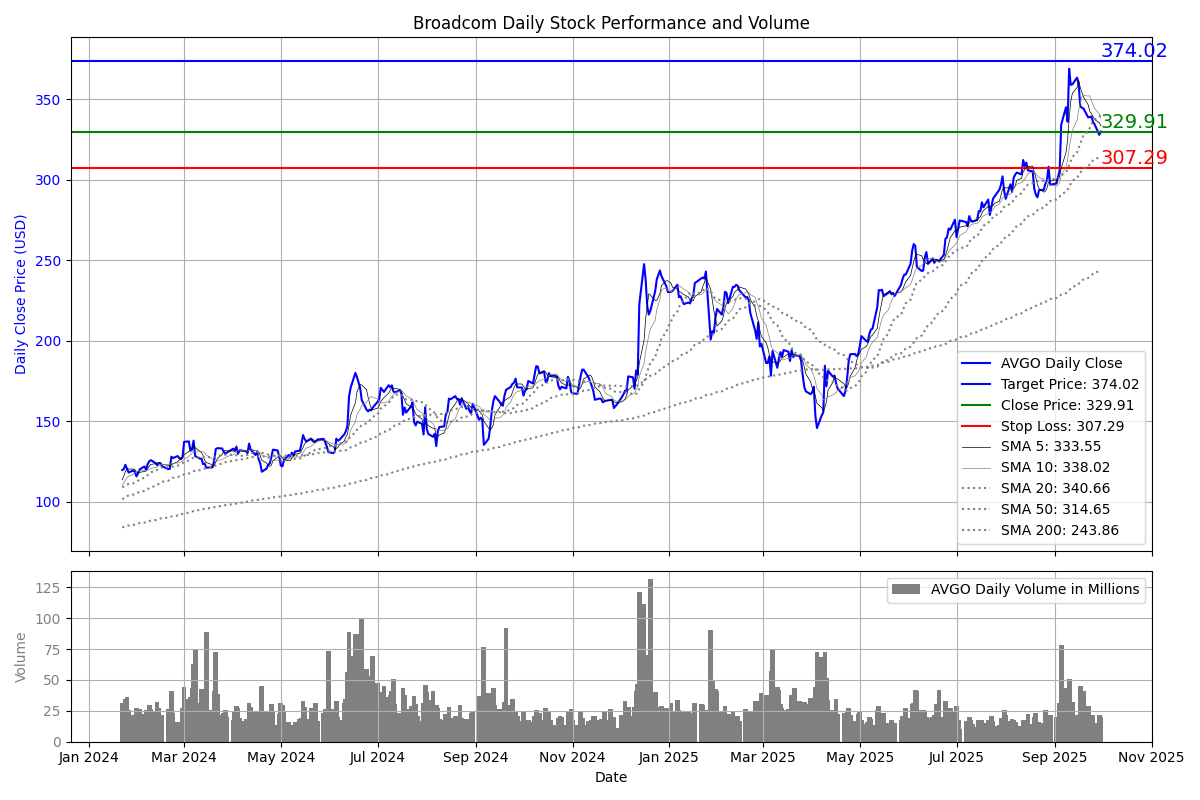 Broadcom Daily Stock Performance and Volume
374.02
329.91
307.29
350
300
250
200
150
100
Daily Close Price (USD)
AVGO Daily Close
Target Price: 374.02
Close Price: 329.91
Stop Loss: 307.29
SMA 5: 333.55
SMA 10: 338.02
SMA 20: 340.66
SMA 50: 314.65
SMA 200: 243.86
125
100
75
50
25
0
Volume
AVGO Daily Volume in Millions
Jan 2024 Mar 2024 May 2024 Jul 2024 Sep 2024 Nov 2024 Jan 2025 Mar 2025 May 2025 Jul 2025 Sep 2025 Nov 2025
Date